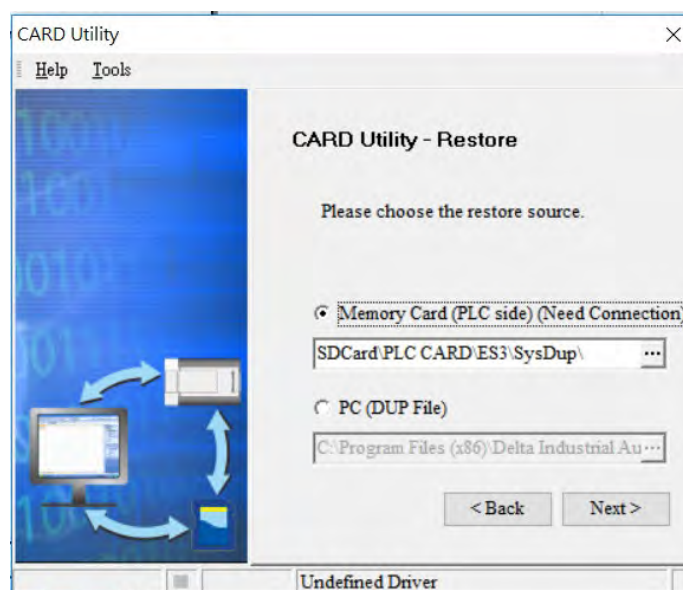 CARD Utility
Help Tools
CARD Utility - Restore
Please choose the restore source.
Memory Card (PLC side) (Need Connection)
SDCard\PLC CARD\ES3\SysDup\ ...
PC (DUP File)
C:\Program Files (x86)\Delta Industrial Au...
< Back Next >
Undefined Driver